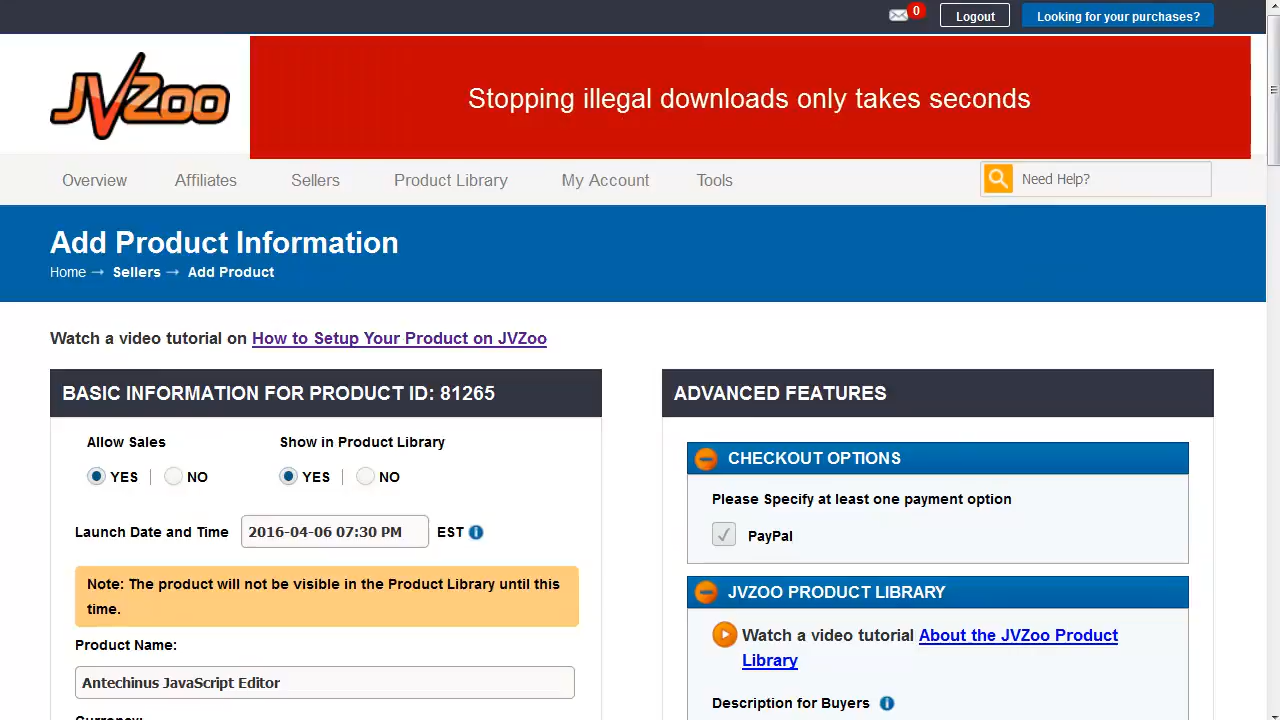 0
Logout
Looking for your purchases?
JVZoo
Stopping illegal downloads only takes seconds
Overview
Affiliates
Sellers
Product Library
My Account
Tools
Need Help?
Add Product Information
Home → Sellers → Add Product
Watch a video tutorial on How to Setup Your Product on JVZoo
BASIC INFORMATION FOR PRODUCT ID: 81265
Allow Sales
Show in Product Library
YES | NO
YES | NO
Launch Date and Time 2016-04-06 07:30 PM EST
Note: The product will not be visible in the Product Library until this
time.
Product Name:
Antechinus JavaScript Editor
Currency:
ADVANCED FEATURES
CHECKOUT OPTIONS
Please Specify at least one payment option
PayPal
JVZOO PRODUCT LIBRARY
Watch a video tutorial About the JVZoo Product
Library
Description for Buyers